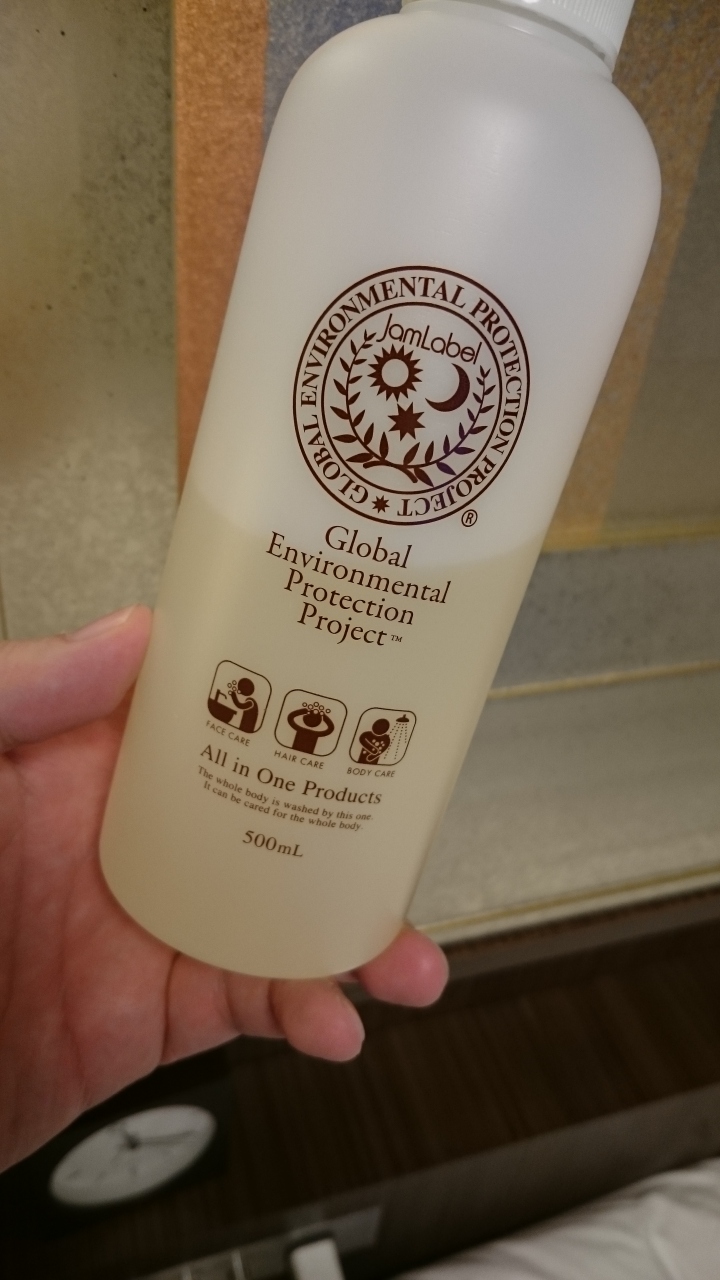 GLOBAL ENVIRONMENTAL PROTECTION PROJECT
JamLabel
®
Global
Environmental
Protection
Project™
FACE CARE
HAIR CARE
BODY CARE
All in One Products
The whole body is washed by this one.
It can be cared for the whole body.
500mL